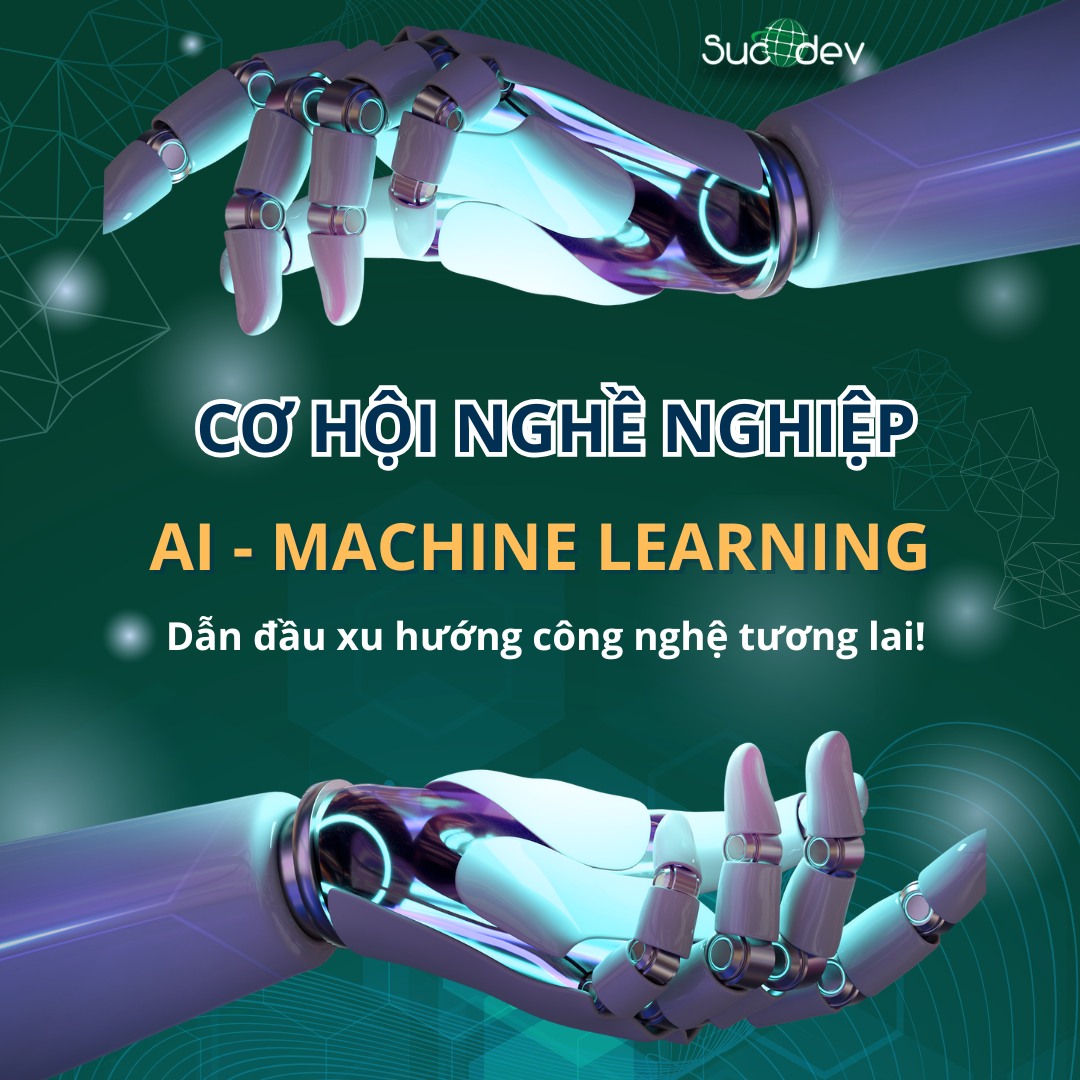 Sucodev
CƠ HỘI NGHỀ NGHIỆP
AI - MACHINE LEARNING
Dẫn đầu xu hướng công nghệ tương lai!